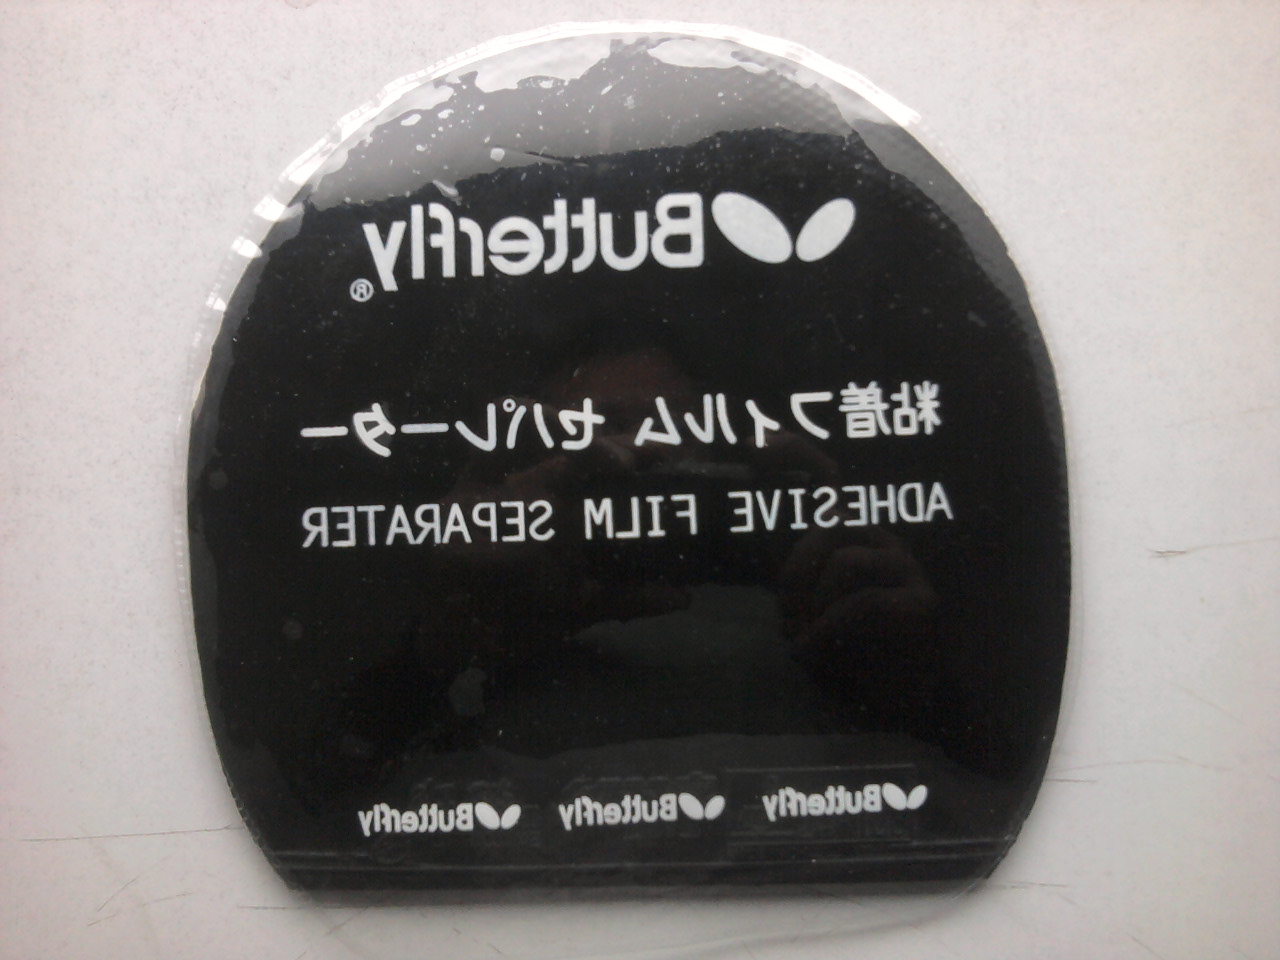 Butterfly®
粘着フィルム セパレーター
ADHESIVE FILM SEPARATER
Butterfly Butterfly Butterfly